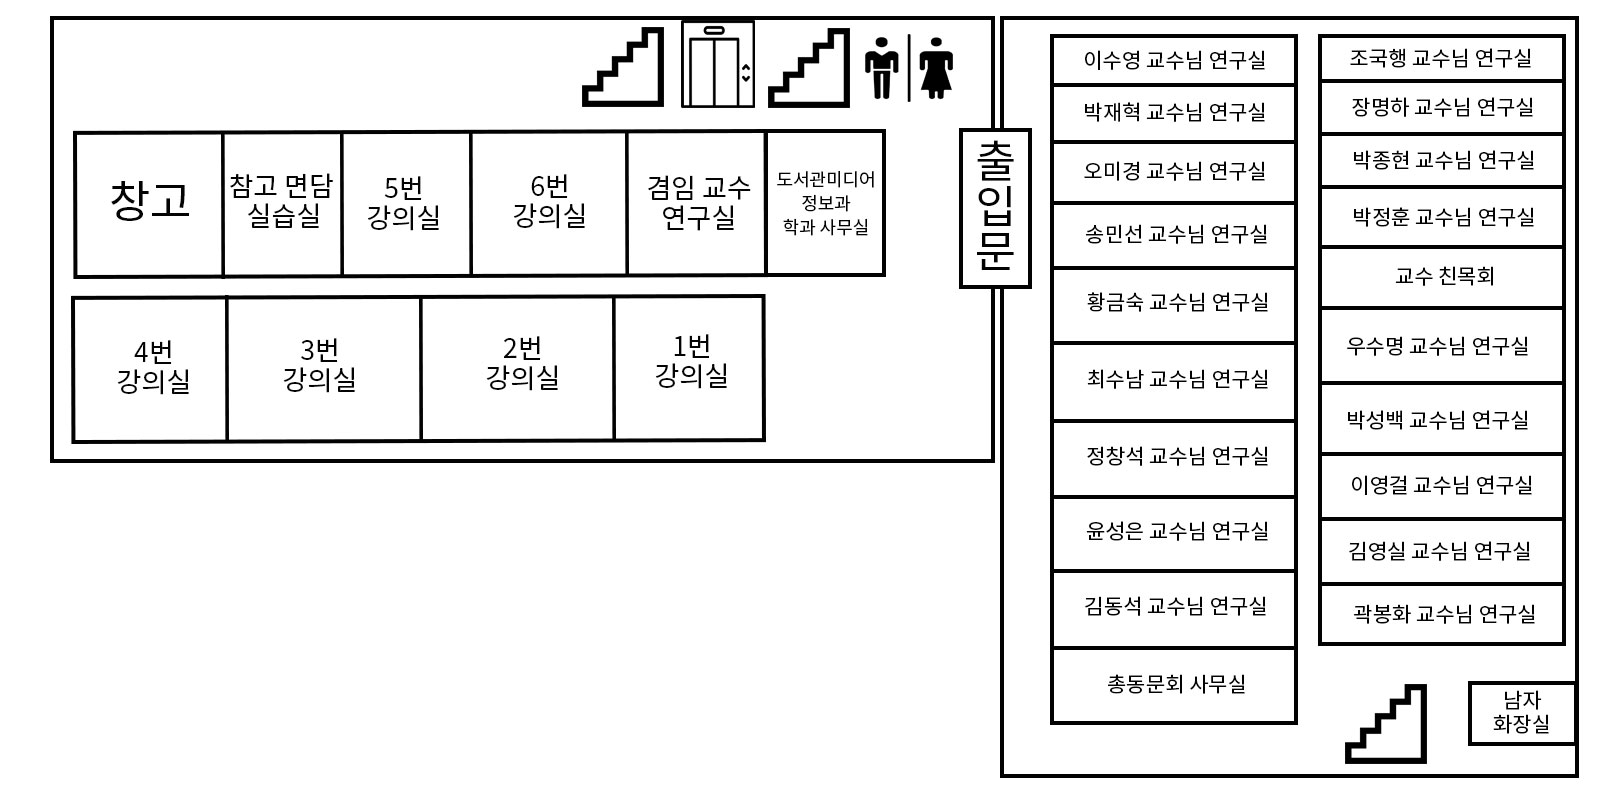 창고
참고 면담
실습실
5번
강의실
6번
강의실
겸임 교수
연구실
도서관미디어
정보과
학과 사무실
4번
강의실
3번
강의실
2번
강의실
1번
강의실
출
입
문
이수영 교수님 연구실
박재혁 교수님 연구실
오미경 교수님 연구실
송민선 교수님 연구실
황금숙 교수님 연구실
최수남 교수님 연구실
정창석 교수님 연구실
윤성은 교수님 연구실
김동석 교수님 연구실
총동문회 사무실
조국행 교수님 연구실
장명하 교수님 연구실
박종현 교수님 연구실
박정훈 교수님 연구실
교수 친목회
우수명 교수님 연구실
박성백 교수님 연구실
이영걸 교수님 연구실
김영실 교수님 연구실
곽봉화 교수님 연구실
남자
화장실